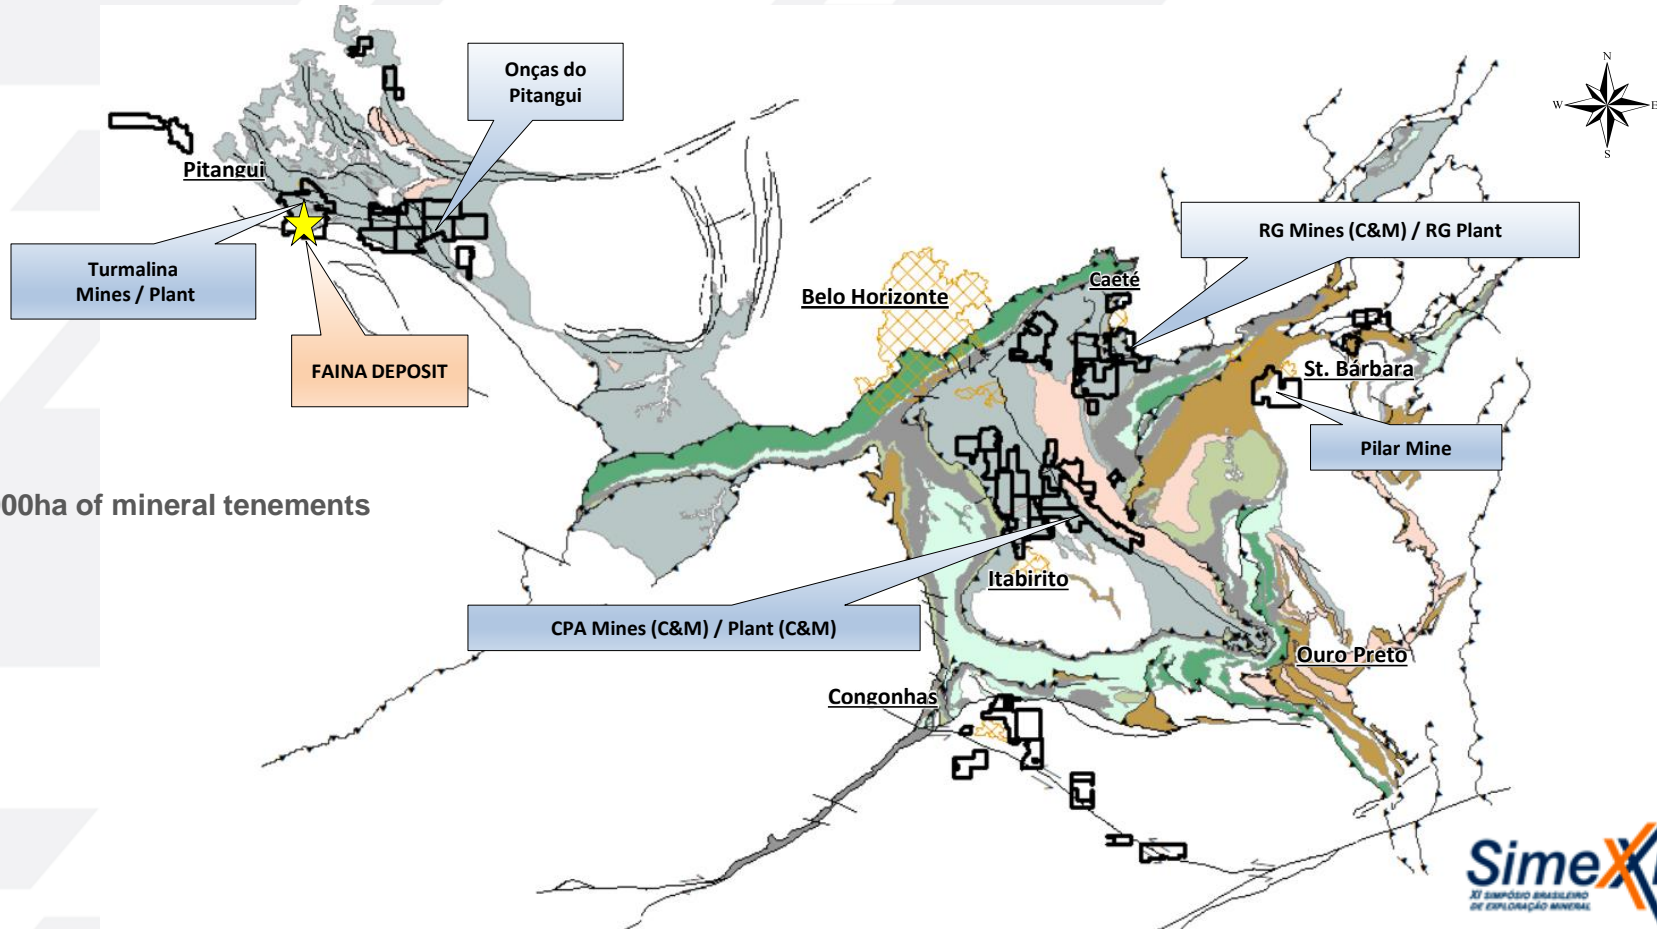 Onças do
Pitangui
N
W
E
S
Pitangui
RG Mines (C&M) / RG Plant
Turmalina
Mines / Plant
Caeté
Belo Horizonte
FAINA DEPOSIT
St. Bárbara
Pilar Mine
00ha of mineral tenements
Itabirito
CPA Mines (C&M) / Plant (C&M)
Ouro Preto
Congonhas
SimeX
XI SIMPÓSIO BRASILEIRO
DE EXPLORAÇÃO MINERAL